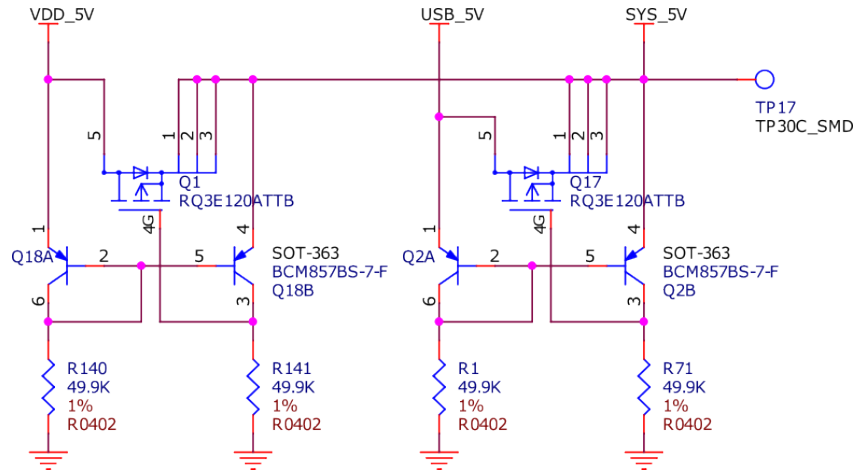 VDD_5V
USB_5V
SYS_5V
TP17
TP30C_SMD
5
1
2
3
Q1
RQ3E120ATTB
4G
5
1
2
3
Q17
RQ3E120ATTB
4G
1
Q18A
2
6
5
4
3
SOT-363
BCM857BS-7-F
Q18B
1
Q2A
2
6
5
4
3
SOT-363
BCM857BS-7-F
Q2B
R140
49.9K
1%
R0402
R141
49.9K
1%
R0402
R1
49.9K
1%
R0402
R71
49.9K
1%
R0402